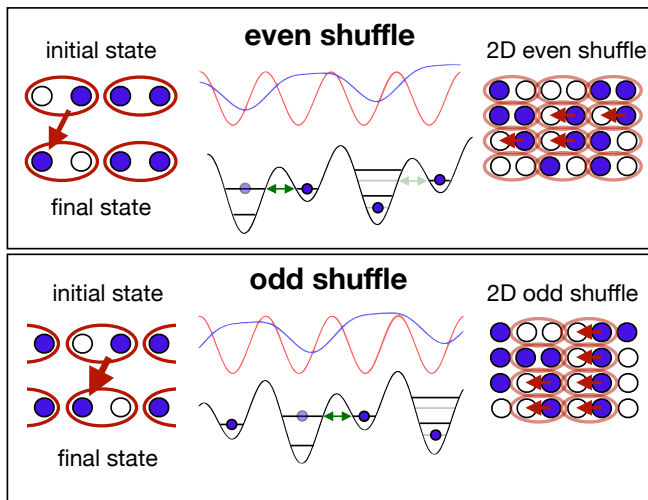 even shuffle
initial state
2D even shuffle
final state
odd shuffle
initial state
2D odd shuffle
final state